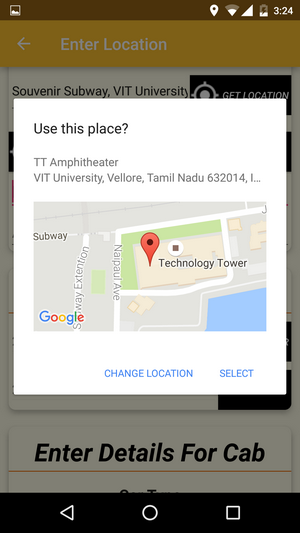 3:24
Enter Location
Souvenir Subway, VIT University
GET LOCATION
Use this place?
TT Amphitheater
VIT University, Vellore, Tamil Nadu 632014, I...
Subway
Technology Tower
Subway Extention
Naipaul Ave
Google
CHANGE LOCATION
SELECT
Enter Details For Cab